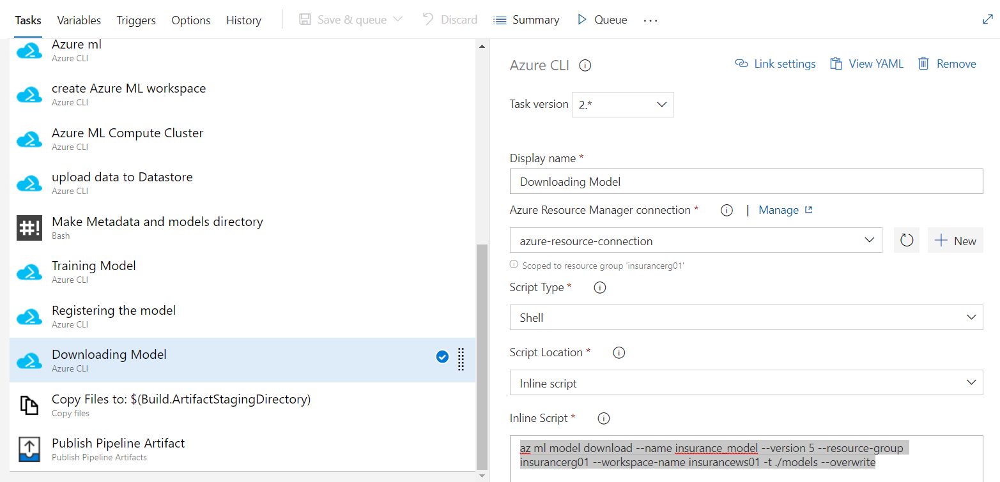 Tasks Variables Triggers Options History Save & queue Discard Summary Queue ...
Azure ml
Azure CLI
create Azure ML workspace
Azure CLI
Azure ML Compute Cluster
Azure CLI
upload data to Datastore
Azure CLI
#! Make Metadata and models directory
Bash
Training Model
Azure CLI
Registering the model
Azure CLI
Downloading Model
Azure CLI
Copy Files to: $(Build.ArtifactStagingDirectory)
Copy files
Publish Pipeline Artifact
Publish Pipeline Artifacts
Azure CLI Link settings View YAML Remove
Task version 2.*
Display name *
Downloading Model
Azure Resource Manager connection * | Manage
azure-resource-connection New
Scoped to resource group 'insurancerg01'
Script Type *
Shell
Script Location *
Inline script
Inline Script *
az ml model download --name insurance_model --version 5 --resource-group
insurancerg01 --workspace-name insurancews01 -t ./models --overwrite